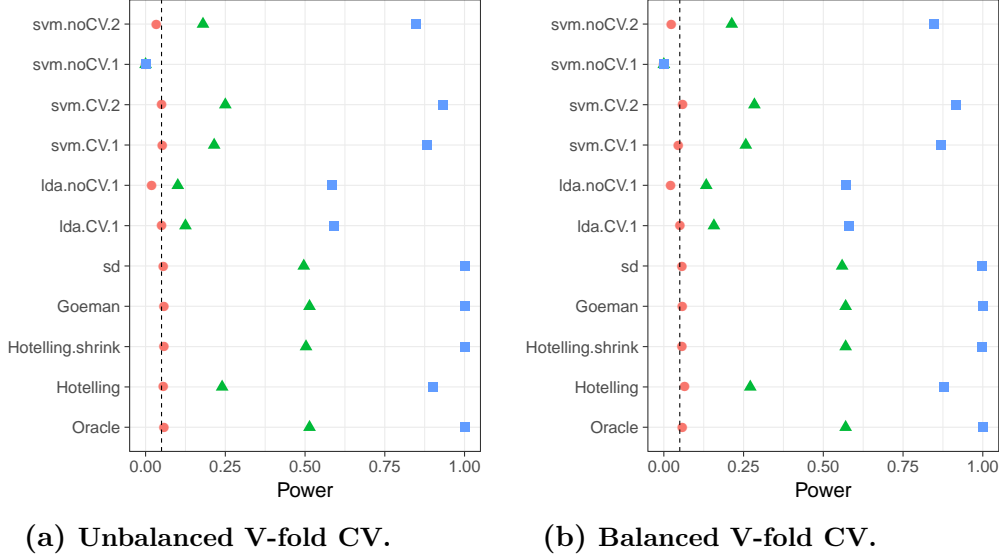 svm.noCV.2
svm.noCV.1
svm.CV.2
svm.CV.1
lda.noCV.1
lda.CV.1
sd
Goeman
Hotelling.shrink
Hotelling
Oracle
0.00 0.25 0.50 0.75 1.00
Power
(a) Unbalanced V-fold CV.
svm.noCV.2
svm.noCV.1
svm.CV.2
svm.CV.1
lda.noCV.1
lda.CV.1
sd
Goeman
Hotelling.shrink
Hotelling
Oracle
0.00 0.25 0.50 0.75 1.00
Power
(b) Balanced V-fold CV.